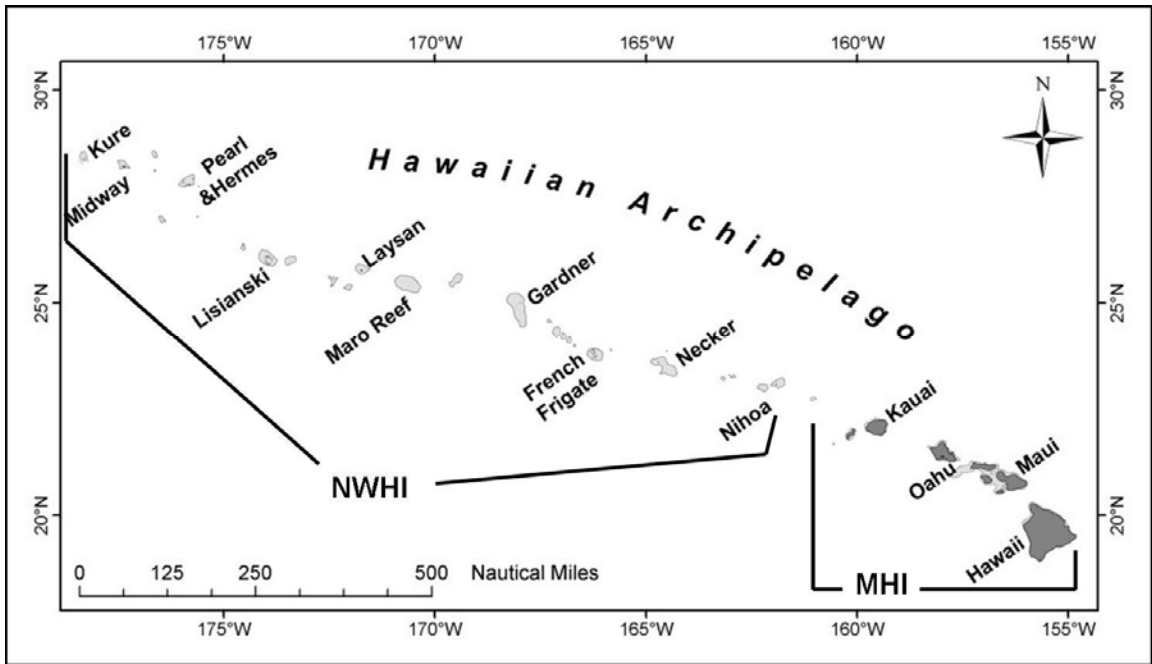 175°W 170°W 165°W 160°W 155°W
30°N
30°N
N
Hawaiian Archipelago
Kure
Midway
Pearl
&Hermes
Lisianski
Laysan
Maro Reef
Gardner
French
Frigate
Necker
Nihoa
25°N
25°N
Kauai
Oahu
Maui
Hawaii
20°N
20°N
NWHI
MHI
0 125 250 500 Nautical Miles
175°W 170°W 165°W 160°W 155°W